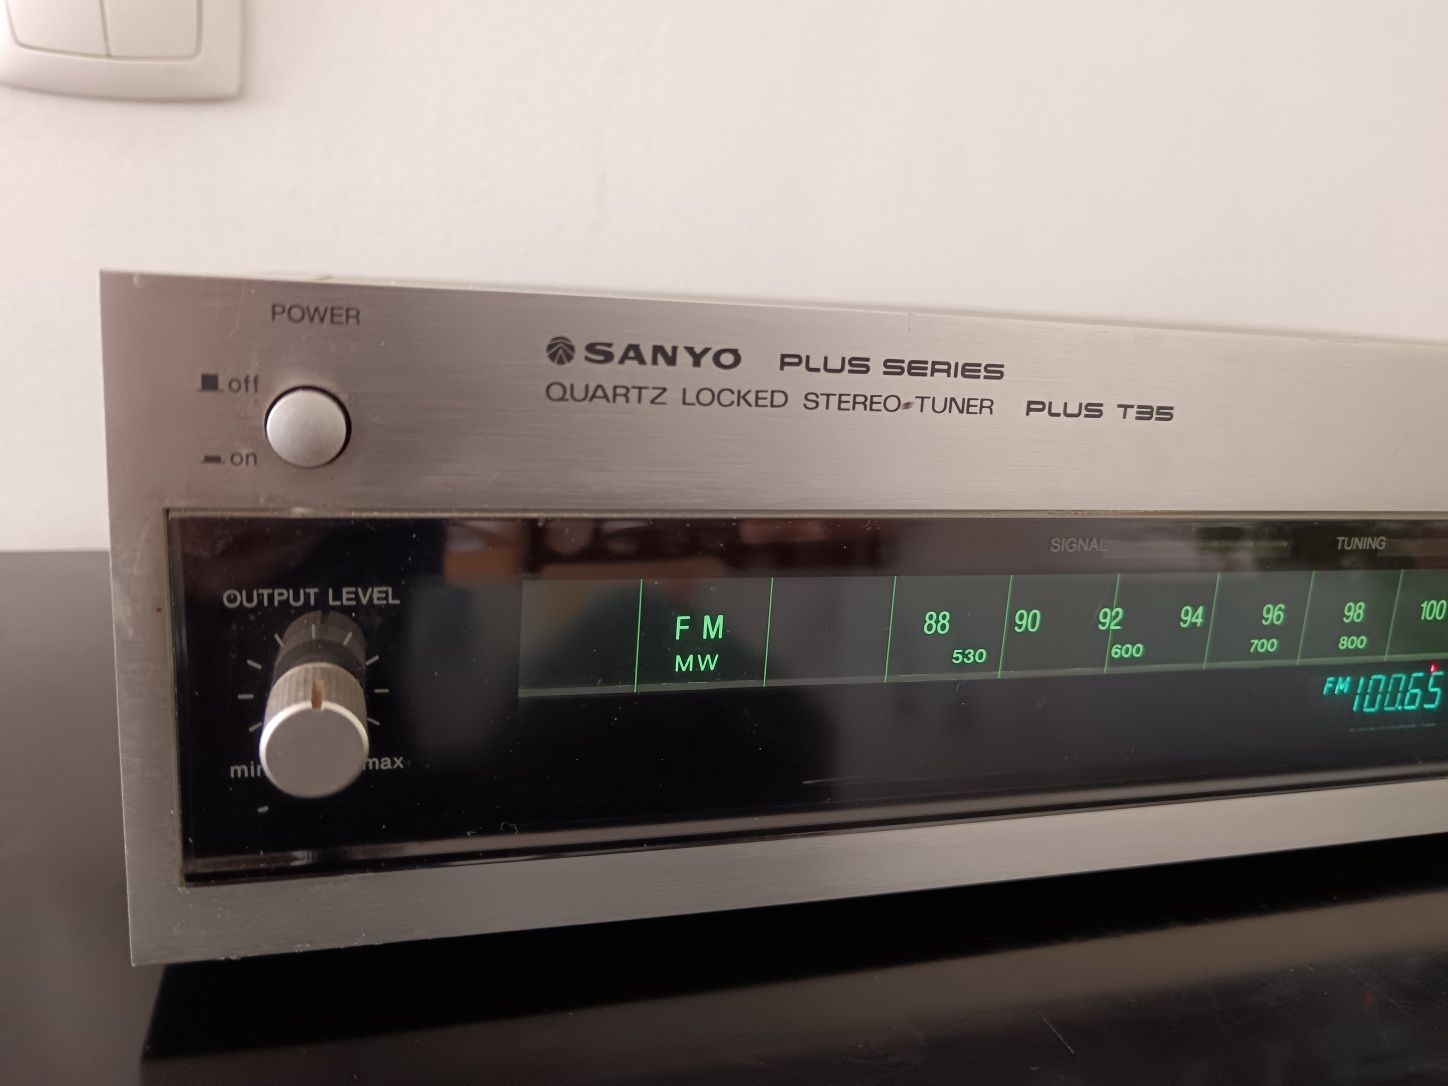 POWER
off
on
SANYO PLUS SERIES
QUARTZ LOCKED STEREO TUNER PLUS T35
SIGNAL TUNING
OUTPUT LEVEL
min max
FM 88 90 92 94 96 98 100
MW 530 600 700 800
FM 100.65